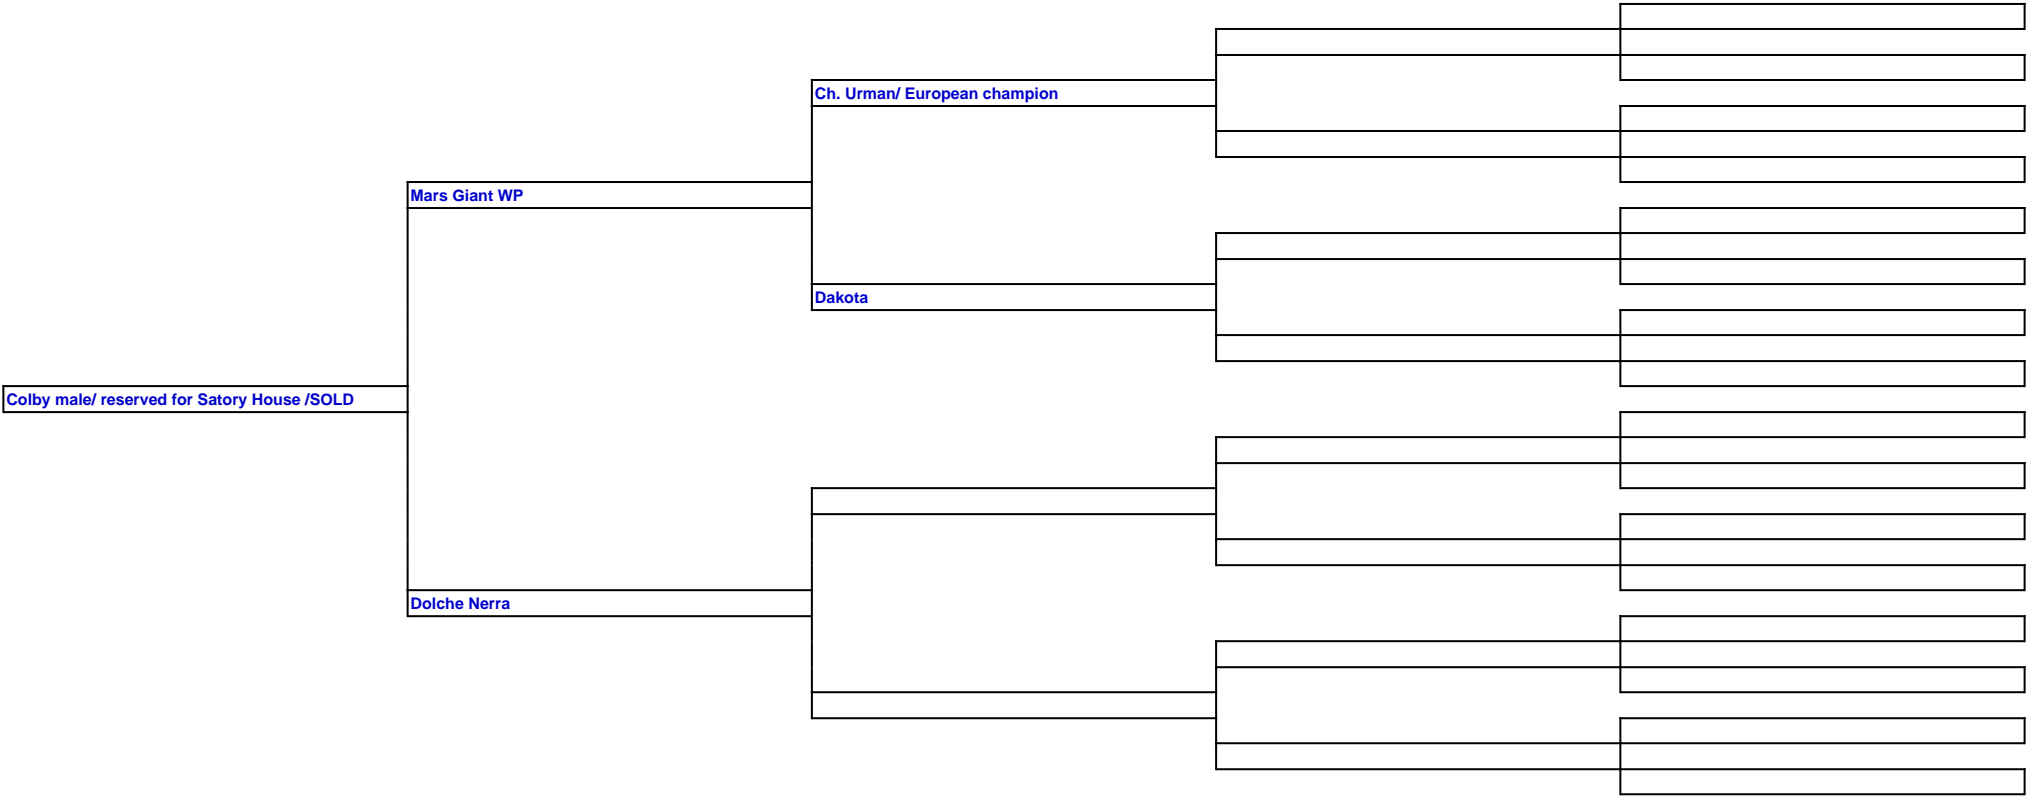 Ch. Urman/ European champion
Mars Giant WP
Dakota
Colby male/ reserved for Satory House /SOLD
Dolche Nerra